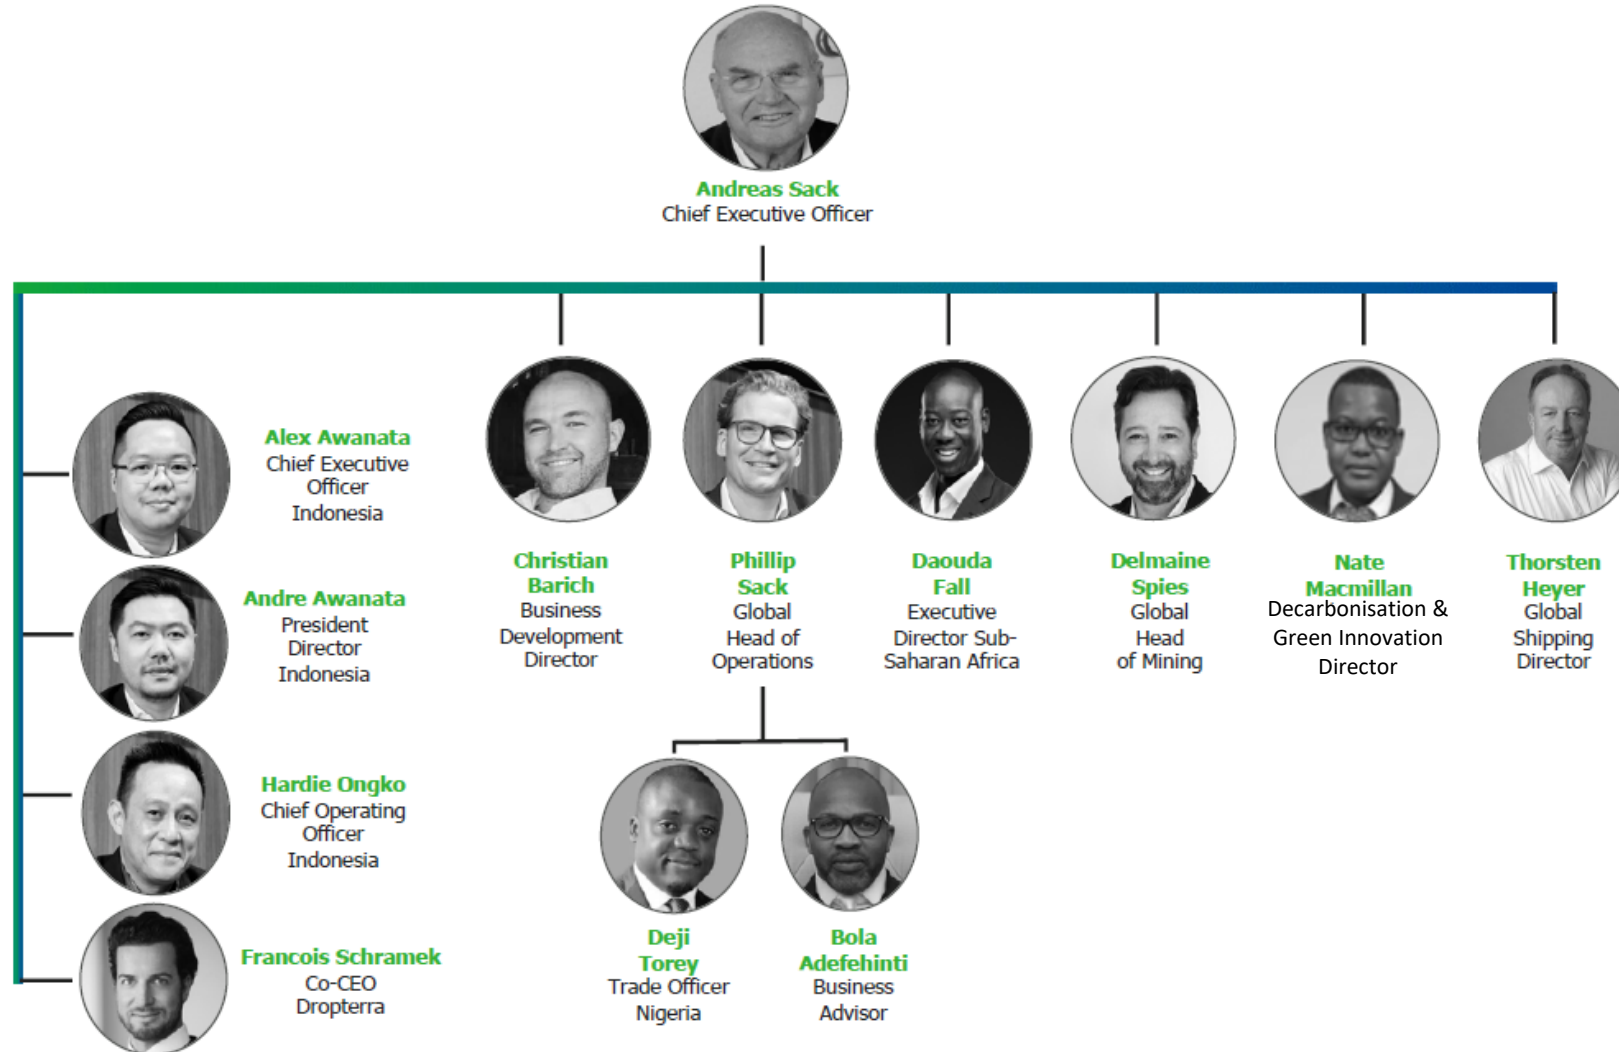 Andreas Sack
Chief Executive Officer
Alex Awanata
Chief Executive
Officer
Indonesia
Andre Awanata
President
Director
Indonesia
Hardie Ongko
Chief Operating
Officer
Indonesia
Francois Schramek
Co-CEO
Dropterra
Christian
Barich
Business
Development
Director
Phillip
Sack
Global
Head of
Operations
Daouda
Fall
Executive
Director Sub-
Saharan Africa
Delmaine
Spies
Global
Head
of Mining
Nate
Macmillan
Decarbonisation &
Green Innovation
Director
Thorsten
Heyer
Global
Shipping
Director
Deji
Torey
Trade Officer
Nigeria
Bola
Adefehinti
Business
Advisor